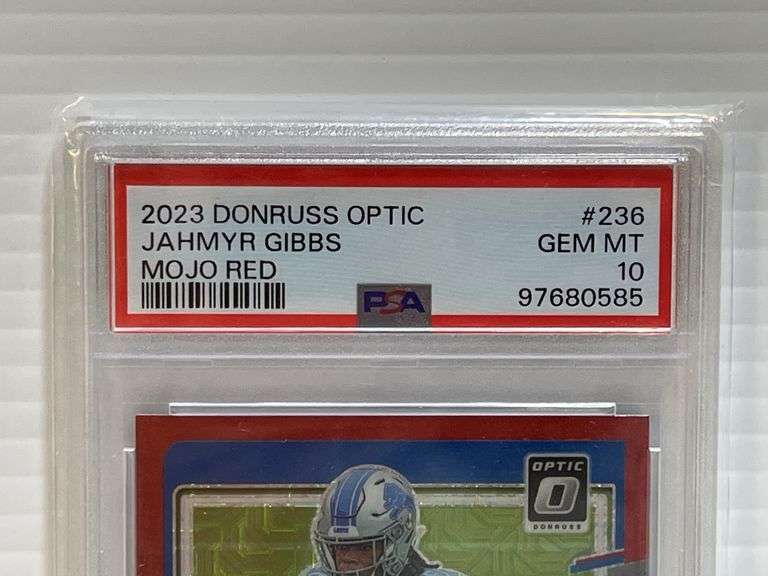 2023 DONRUSS OPTIC #236
JAHMYR GIBBS GEM MT
MOJO RED 10
97680585
PSA
OPTIC
O
DONRUSS